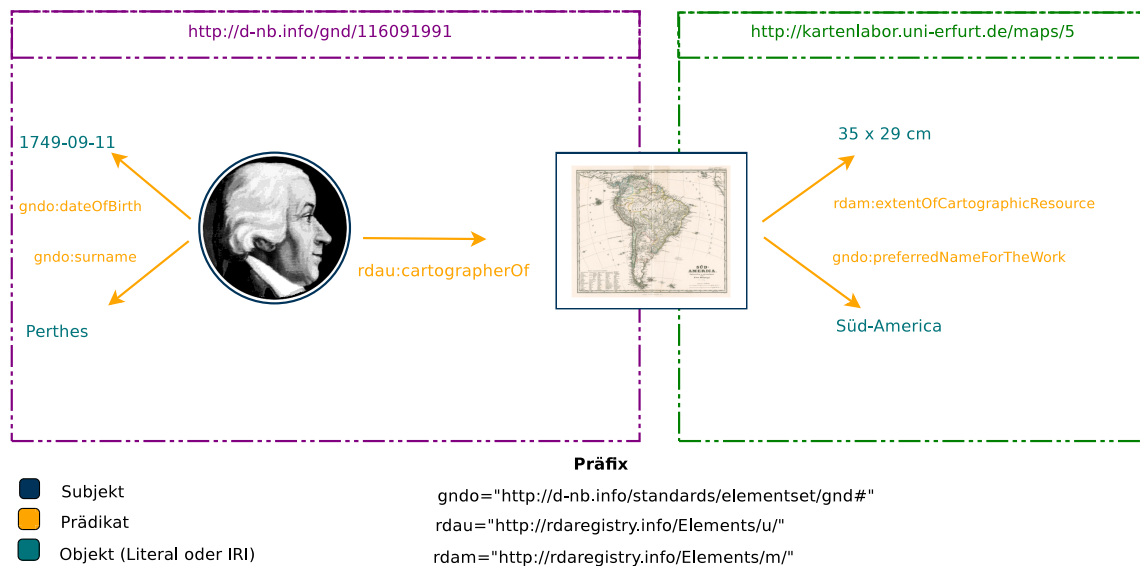 http://d-nb.info/gnd/116091991
http://kartenlabor.uni-erfurt.de/maps/5
1749-09-11
35 x 29 cm
gndo:dateOfBirth
rdam:extentOfCartographicResource
gndo:surname
rdau:cartographerOf
gndo:preferredNameForTheWork
SÜD-
AMERICA
Perthes
Süd-America
Präfix
Subjekt
gndo="http://d-nb.info/standards/elementset/gnd#"
Prädikat
rdau="http://rdaregistry.info/Elements/u/"
Objekt (Literal oder IRI)
rdam="http://rdaregistry.info/Elements/m/"